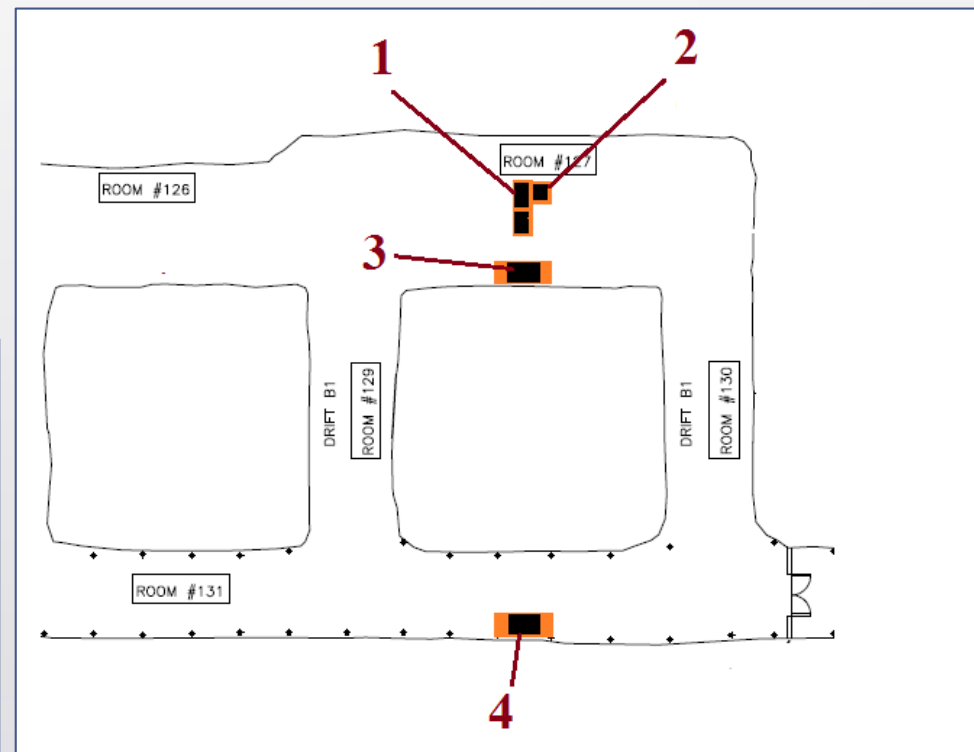 1
2
ROOM #127
ROOM #126
3
DRIFT B1
ROOM #129
DRIFT B1
ROOM #130
ROOM #131
4